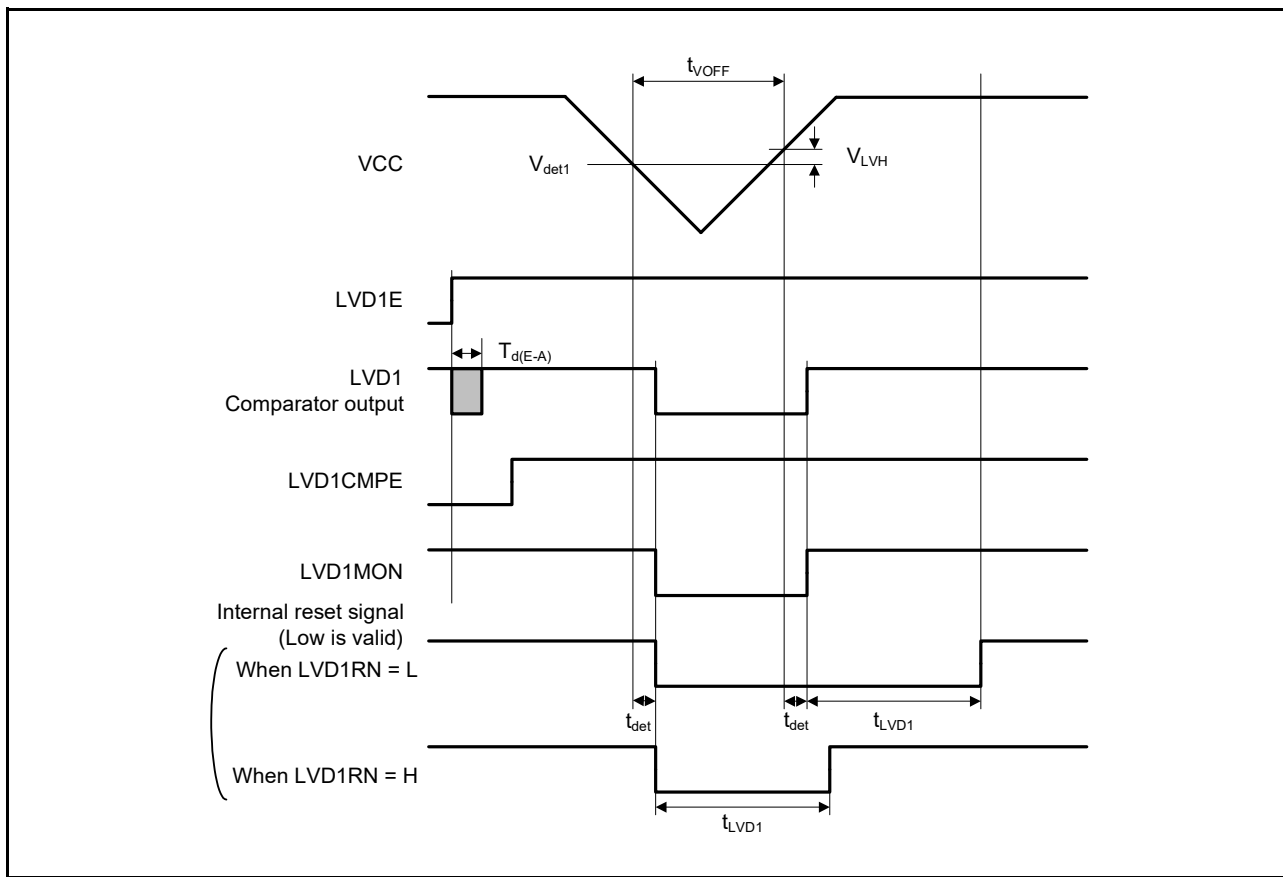 tVOFF
VCC
Vdet1
VLVH
LVD1E
Td(E-A)
LVD1
Comparator output
LVD1CMPE
LVD1MON
Internal reset signal
(Low is valid)
When LVD1RN = L
tdet
tdet
tLVD1
When LVD1RN = H
tLVD1